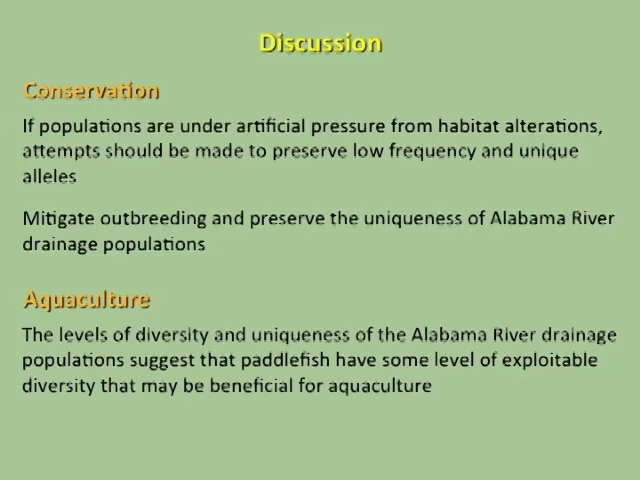 Discussion
Conservation
If populations are under artificial pressure from habitat alterations,
attempts should be made to preserve low frequency and unique
alleles
Mitigate outbreeding and preserve the uniqueness of Alabama River
drainage populations
Aquaculture
The levels of diversity and uniqueness of the Alabama River drainage
populations suggest that paddlefish have some level of exploitable
diversity that may be beneficial for aquaculture